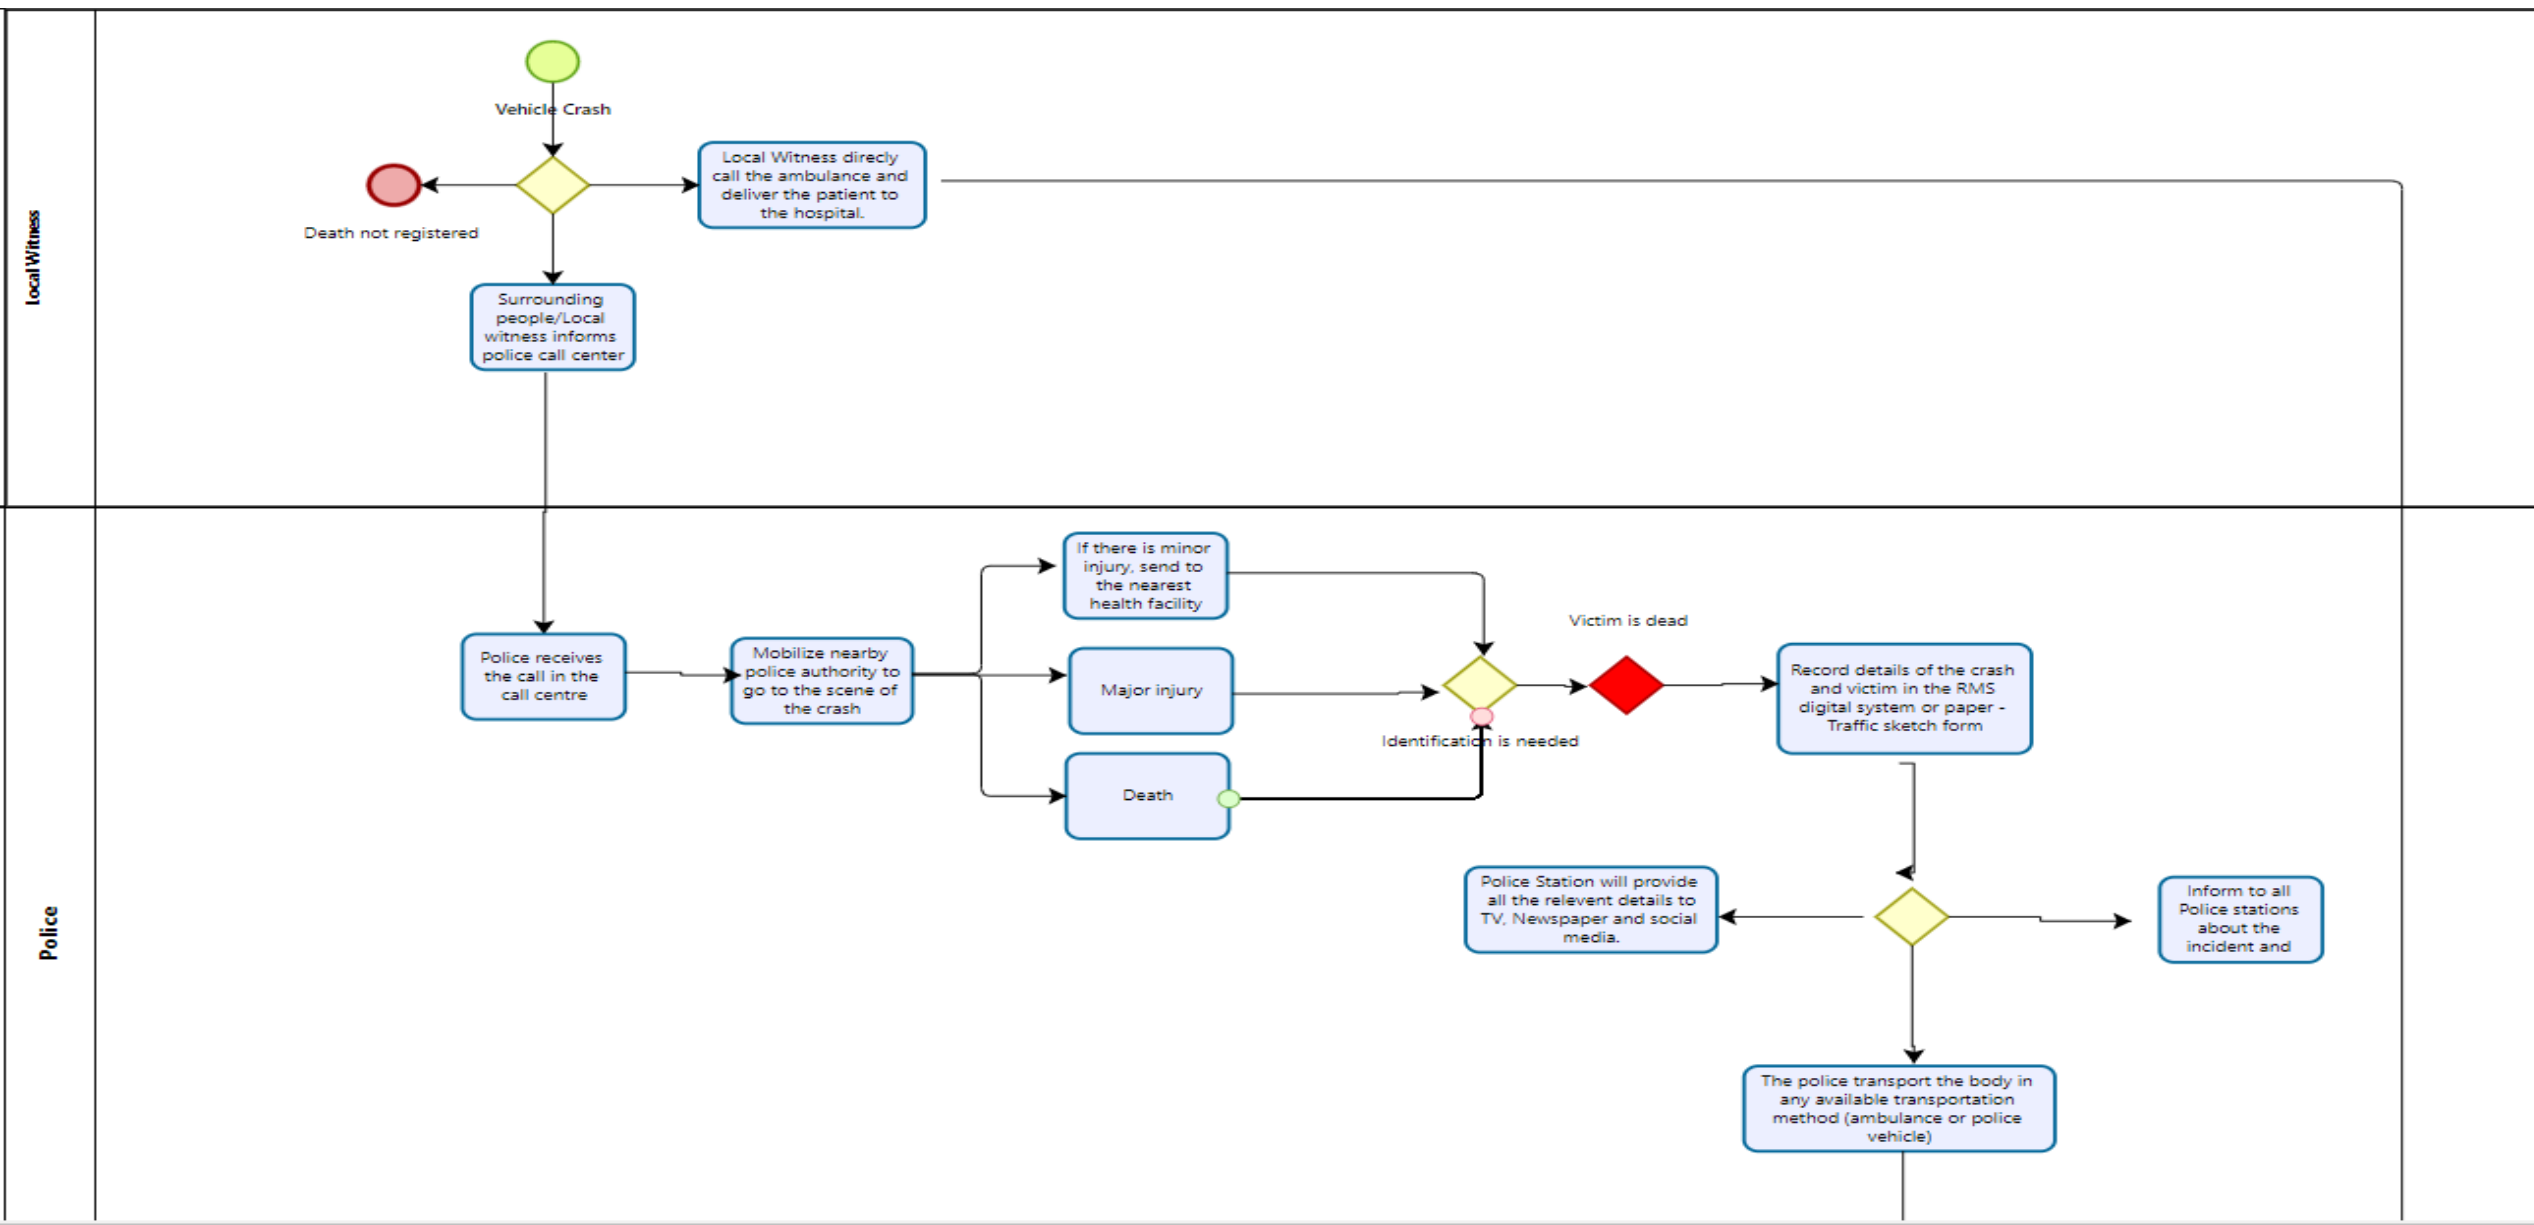 Local Witness
Vehicle Crash
Death not registered
Local Witness direcly
call the ambulance and
deliver the patient to
the hospital.
Surrounding
people/Local
witness informs
police call center
Police
Police receives
the call in the
call centre
Mobilize nearby
police authority to
go to the scene of
the crash
If there is minor
injury, send to
the nearest
health facility
Major injury
Death
Identification is needed
Victim is dead
Record details of the crash
and victim in the RMS
digital system or paper -
Traffic sketch form
Police Station will provide
all the relevent details to
TV, Newspaper and social
media.
Inform to all
Police stations
about the
incident and
The police transport the body in
any available transportation
method (ambulance or police
vehicle)